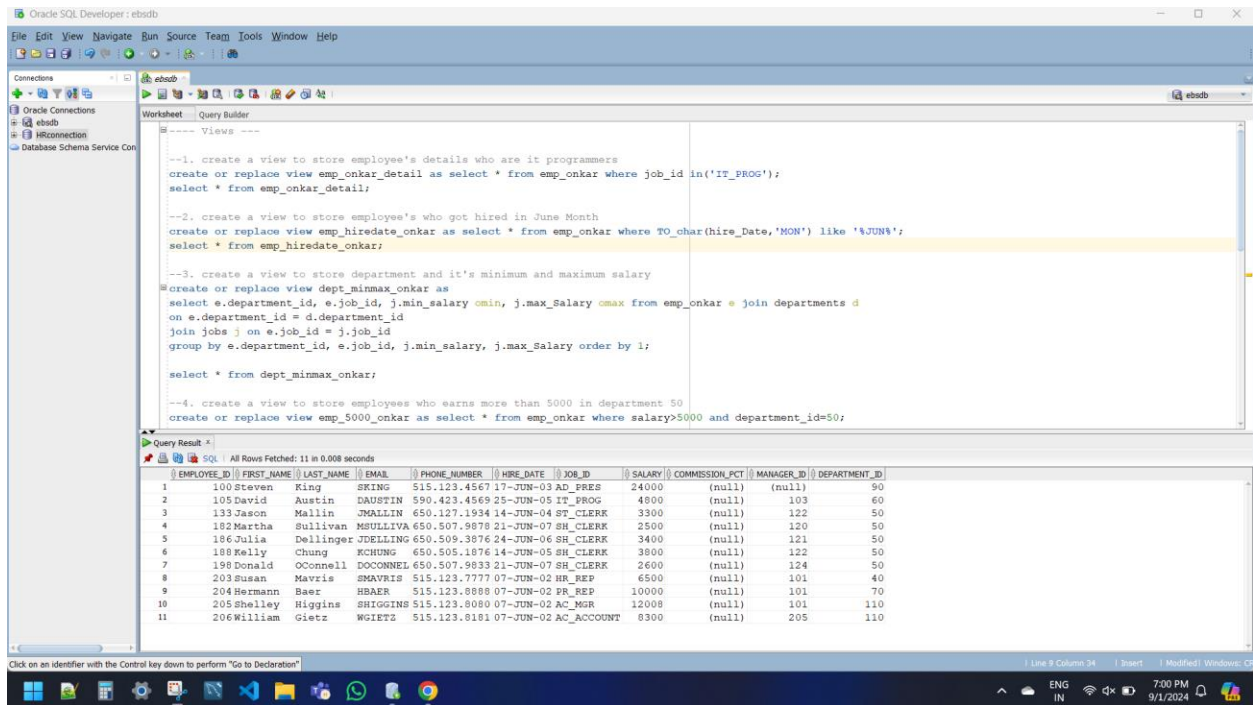 Oracle SQL Developer : ebsdb
File Edit View Navigate Run Source Team Tools Window Help
Connections
ebsdb
Oracle Connections
ebsdb
HRconnection
Database Schema Service Con
ebsdb
Worksheet Query Builder
---- Views ---
--1. create a view to store employee's details who are it programmers
create or replace view emp_onkar_detail as select * from emp_onkar where job_id in('IT_PROG');
select * from emp_onkar_detail;
--2. create a view to store employee's who got hired in June Month
create or replace view emp_hiredate_onkar as select * from emp_onkar where TO_char(hire_Date,'MON') like '%JUN%';
select * from emp_hiredate_onkar;
--3. create a view to store department and it's minimum and maximum salary
create or replace view dept_minmax_onkar as
select e.department_id, e.job_id, j.min_salary omin, j.max_Salary omax from emp_onkar e join departments d
on e.department_id = d.department_id
join jobs j on e.job_id = j.job_id
group by e.department_id, e.job_id, j.min_salary, j.max_Salary order by 1;
select * from dept_minmax_onkar;
--4. create a view to store employees who earns more than 5000 in department 50
create or replace view emp_5000_onkar as select * from emp_onkar where salary>5000 and department_id=50;
Query Result
SQL | All Rows Fetched: 11 in 0.008 seconds
EMPLOYEE_ID FIRST_NAME LAST_NAME EMAIL PHONE_NUMBER HIRE_DATE JOB_ID SALARY COMMISSION_PCT MANAGER_ID DEPARTMENT_ID
1 100 Steven King SKING 515.123.4567 17-JUN-03 AD_PRES 24000 (null) (null) 90
2 105 David Austin DAUSTIN 590.423.4569 25-JUN-05 IT_PROG 4800 (null) 103 60
3 133 Jason Mallin JMALLIN 650.127.1934 14-JUN-04 ST_CLERK 3300 (null) 122 50
4 182 Martha Sullivan MSULLIVA 650.507.9878 21-JUN-07 SH_CLERK 2500 (null) 120 50
5 186 Julia Dellinger JDELLING 650.509.3876 24-JUN-06 SH_CLERK 3400 (null) 121 50
6 188 Kelly Chung KCHUNG 650.505.1876 14-JUN-05 SH_CLERK 3800 (null) 122 50
7 198 Donald OConnell DOCONNEL 650.507.9833 21-JUN-07 SH_CLERK 2600 (null) 124 50
8 203 Susan Mavris SMAVRIS 515.123.7777 07-JUN-02 HR_REP 6500 (null) 101 40
9 204 Hermann Baer HBAER 515.123.8888 07-JUN-02 PR_REP 10000 (null) 101 70
10 205 Shelley Higgins SHIGGINS 515.123.8080 07-JUN-02 AC_MGR 12008 (null) 101 110
11 206 William Gietz WGIETZ 515.123.8181 07-JUN-02 AC_ACCOUNT 8300 (null) 205 110
Click on an identifier with the Control key down to perform "Go to Declaration"
| Line 9 Column 34 | Insert | Modified | Windows: CR
ENG
IN
7:00 PM
9/1/2024